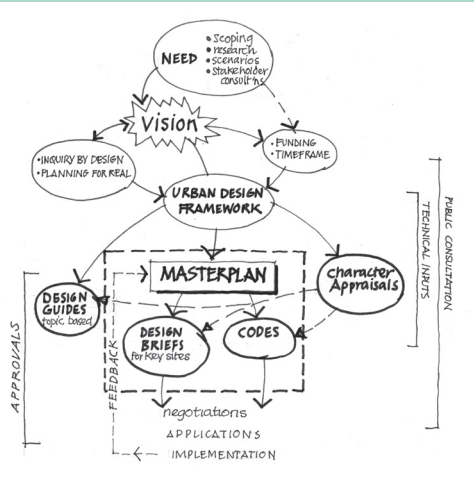 NEED
• Scoping
• research
• scenarios
• stakeholder
consult'ns
Vision
• INQUIRY BY DESIGN
• PLANNING FOR REAL
• FUNDING
• TIMEFRAME
URBAN DESIGN
FRAMEWORK
MASTERPLAN
Character
Appraisals
DESIGN
GUIDES
topic based
DESIGN
BRIEFS
for key sites
CODES
negotiations
APPLICATIONS
IMPLEMENTATION
FEEDBACK
APPROVALS
TECHNICAL INPUTS
PUBLIC CONSULTATION